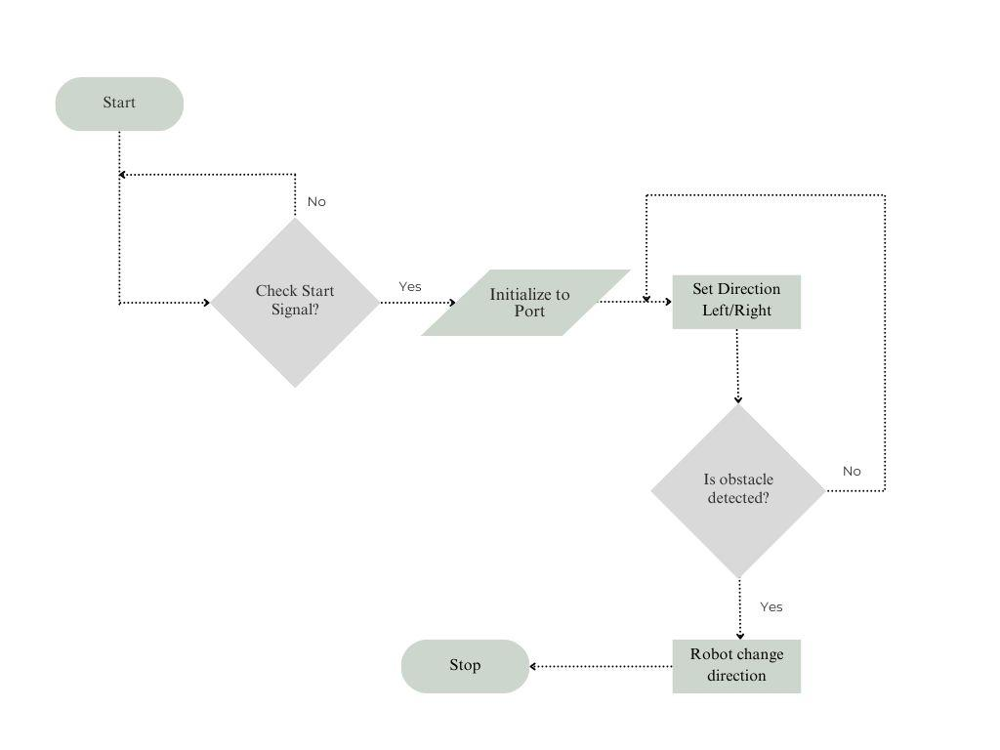 Start
No
Check Start
Signal?
Yes
Initialize to
Port
Set Direction
Left/Right
Is obstacle
detected?
No
Yes
Robot change
direction
Stop